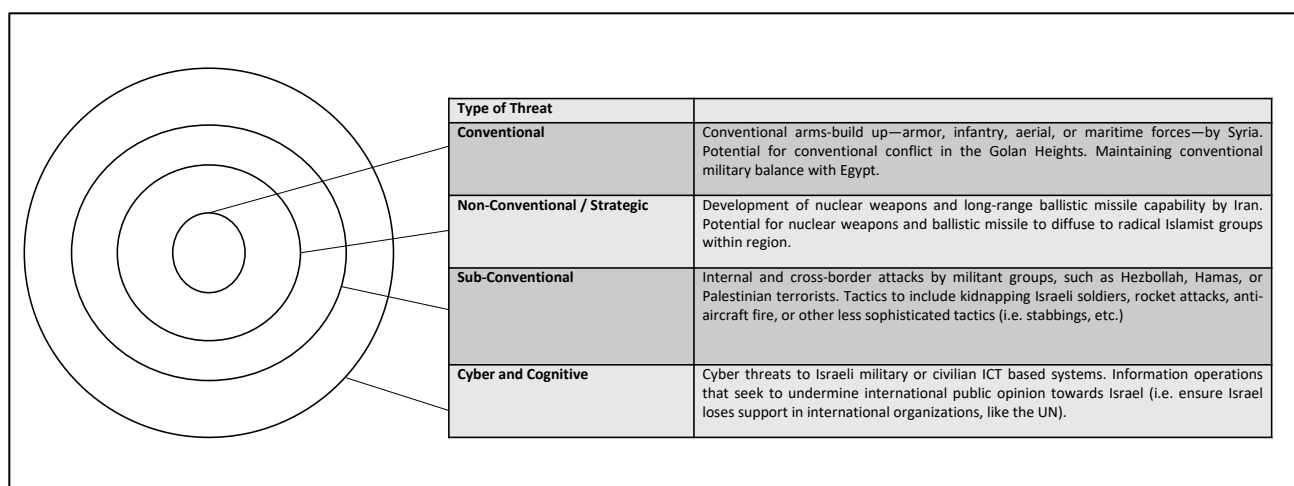 Type of Threat
Conventional
Conventional arms-build up—armor, infantry, aerial, or maritime forces—by Syria.
Potential for conventional conflict in the Golan Heights. Maintaining conventional
military balance with Egypt.
Non-Conventional / Strategic
Development of nuclear weapons and long-range ballistic missile capability by Iran.
Potential for nuclear weapons and ballistic missile to diffuse to radical Islamist groups
within region.
Sub-Conventional
Internal and cross-border attacks by militant groups, such as Hezbollah, Hamas, or
Palestinian terrorists. Tactics to include kidnapping Israeli soldiers, rocket attacks, anti-
aircraft fire, or other less sophisticated tactics (i.e. stabbings, etc.)
Cyber and Cognitive
Cyber threats to Israeli military or civilian ICT based systems. Information operations
that seek to undermine international public opinion towards Israel (i.e. ensure Israel
loses support in international organizations, like the UN).